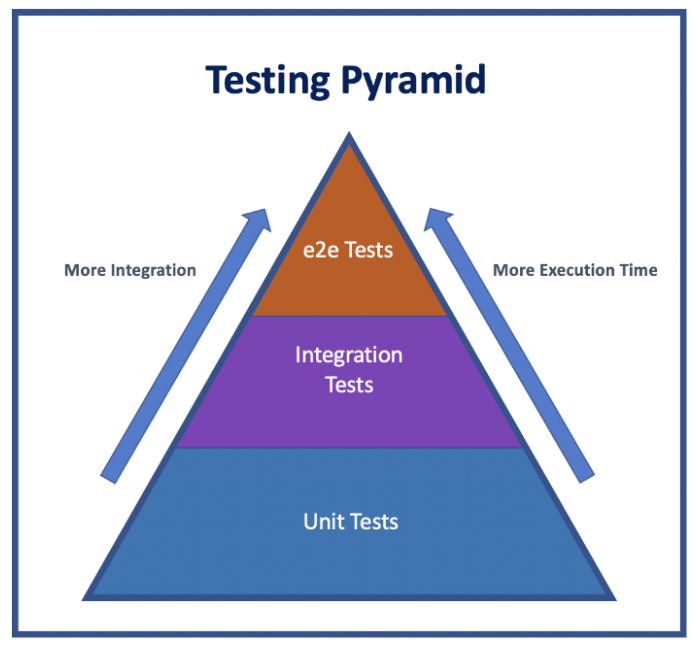 Testing Pyramid
e2e Tests
More Integration
More Execution Time
Integration
Tests
Unit Tests